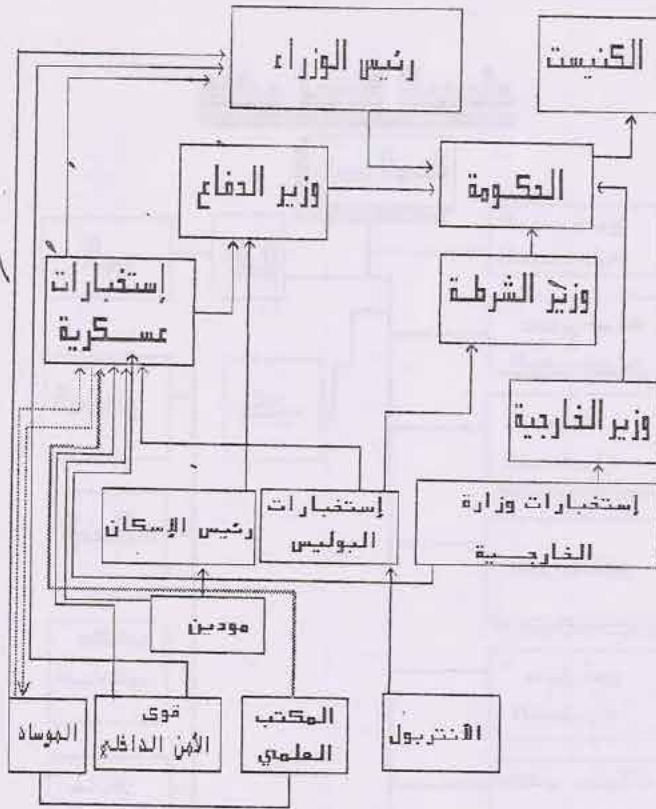 رئيس الوزراء
الكنيست
وزير الدفاع
الحكومة
إستخبارات
عسكرية
وزير الشرطة
وزير الخارجية
رئيس الإسكان
إستخبارات
البوليس
إستخبارات وزارة
الخارجية
مودين
الموساد
قوى
الأمن الداخلي
المكتب
العلمي
الانتربول